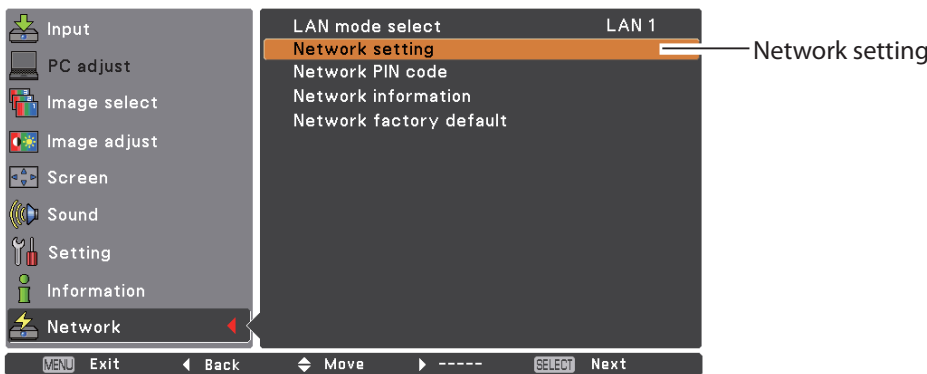 Input
PC adjust
Image select
Image adjust
Screen
Sound
Setting
Information
Network
LAN mode select LAN 1
Network setting
Network PIN code
Network information
Network factory default
Network setting
MENU Exit Back Move ----- SELECT Next